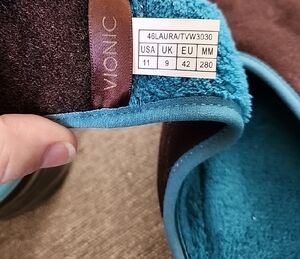 VIONIC
46LAURA/TVW3030
USA UK EU MM
11 9 42 280